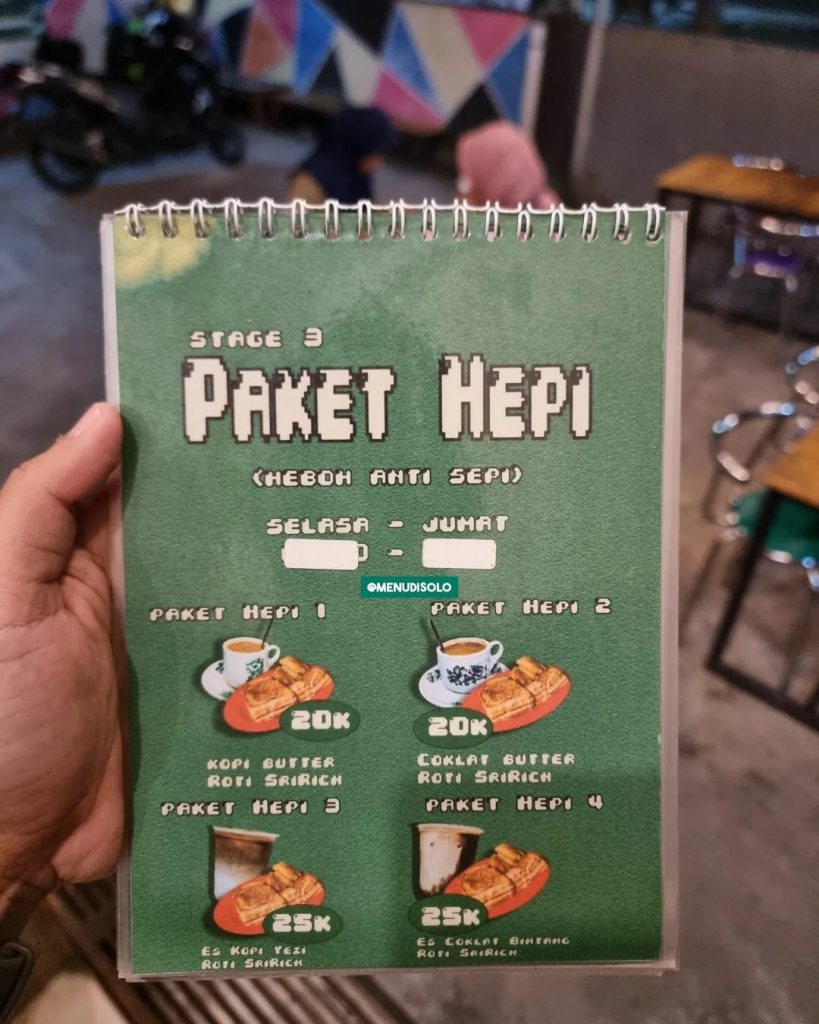 STAGE 3
PAKET HEPI
(HEBOH ANTI SEPI)
SELASA - JUMAT
-
@MENUDISOLO
PAKET HEPI 1
PAKET HEPI 2
20K
20K
KOPI BUTTER
ROTI SRIRICH
COKLAT BUTTER
ROTI SRIRICH
PAKET HEPI 3
PAKET HEPI 4
25K
25K
ES KOPI YEZI
ROTI SRIRICH
ES COKLAT BINTANG
ROTI SRIRICH